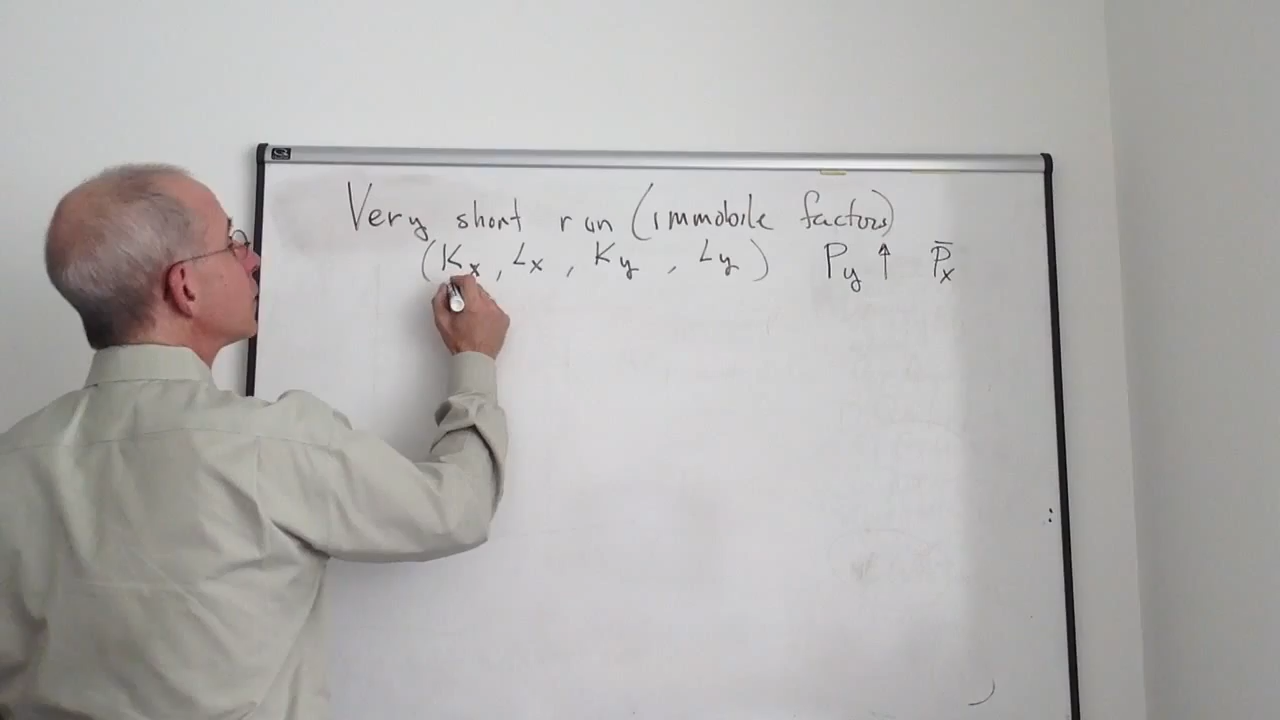 Very short run (immobile factors)
(Kx, Lx, Ky, Ly) Py ↑ P̄x